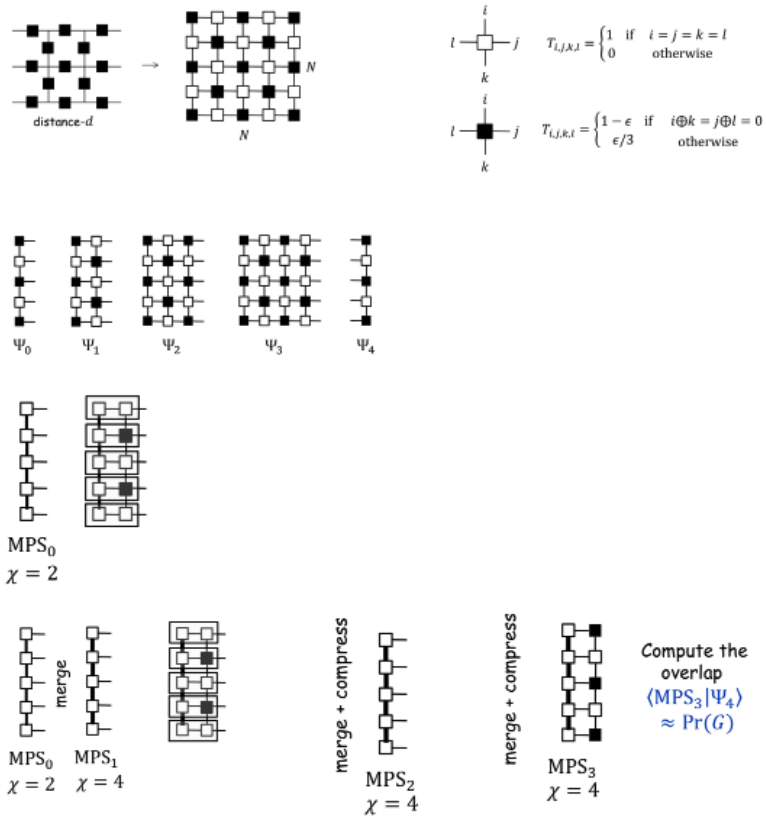 distance-d
→
N
N
i
l
j
k
T_{i,j,k,l} = { 1 if i = j = k = l
0 otherwise
i
l
j
k
T_{i,j,k,l} = { 1 − ϵ if i⊕k = j⊕l = 0
ϵ/3 otherwise
Ψ₀ Ψ₁ Ψ₂ Ψ₃ Ψ₄
MPS₀
χ = 2
merge
merge + compress
merge + compress
Compute the
overlap
⟨MPS₃|Ψ₄⟩
≈ Pr(G)
MPS₀
χ = 2
MPS₁
χ = 4
MPS₂
χ = 4
MPS₃
χ = 4